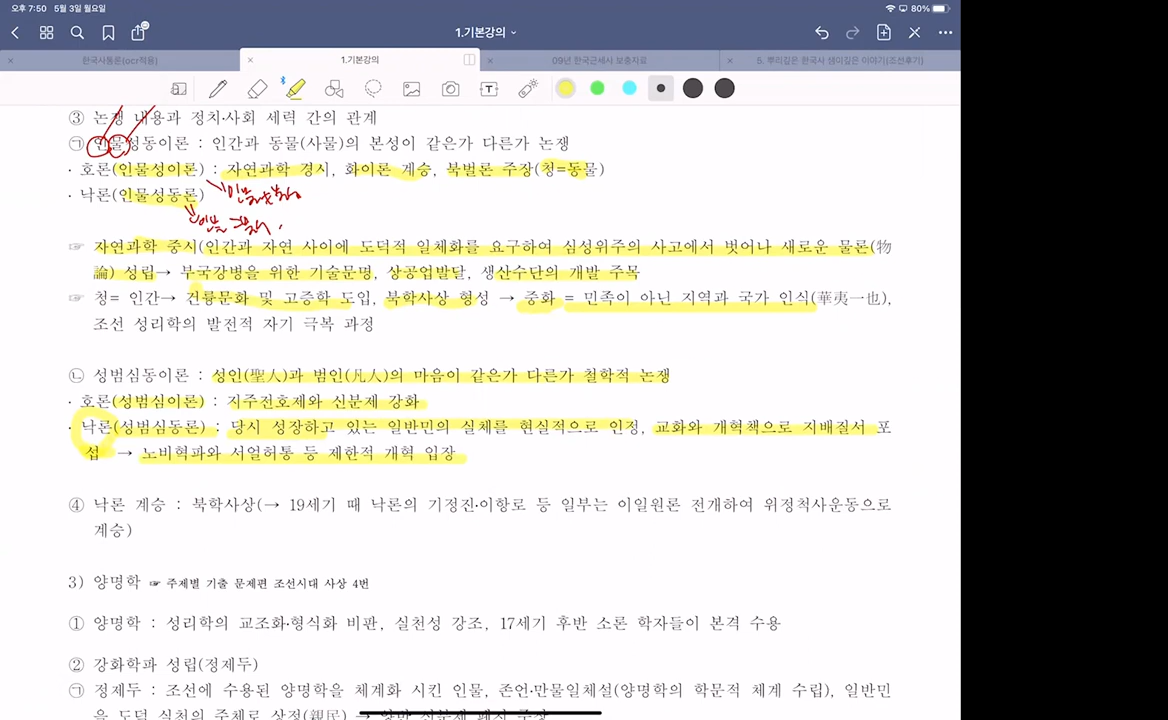 오후 7:50 5월 3일 월요일
80%
1.기본강의
한국사통론(ocr적용)
1.기본강의
09년 한국근세사 보충자료
5. 뿌리깊은 한국사 샘이깊은 이야기(조선후기)
③ 논쟁 내용과 정치·사회 세력 간의 관계
㉠ 인물성동이론 : 인간과 동물(사물)의 본성이 같은가 다른가 논쟁
· 호론(인물성이론) : 자연과학 경시, 화이론 계승, 북벌론 주장(청=동물)
· 낙론(인물성동론)
☞ 자연과학 중시(인간과 자연 사이에 도덕적 일체화를 요구하여 심성위주의 사고에서 벗어나 새로운 물론(物
論) 성립→ 부국강병을 위한 기술문명, 상공업발달, 생산수단의 개발 주목
☞ 청= 인간→ 건륭문화 및 고증학 도입, 북학사상 형성 → 중화 = 민족이 아닌 지역과 국가 인식(華夷一也),
조선 성리학의 발전적 자기 극복 과정
㉡ 성범심동이론 : 성인(聖人)과 범인(凡人)의 마음이 같은가 다른가 철학적 논쟁
· 호론(성범심이론) : 지주전호제와 신분제 강화
· 낙론(성범심동론) : 당시 성장하고 있는 일반민의 실체를 현실적으로 인정, 교화와 개혁책으로 지배질서 포
섭 → 노비혁파와 서얼허통 등 제한적 개혁 입장
④ 낙론 계승 : 북학사상(→ 19세기 때 낙론의 기정진·이항로 등 일부는 이일원론 전개하여 위정척사운동으로
계승)
3) 양명학 ☞ 주제별 기출 문제편 조선시대 사상 4번
① 양명학 : 성리학의 교조화·형식화 비판, 실천성 강조, 17세기 후반 소론 학자들이 본격 수용
② 강화학파 성립(정제두)
㉠ 정제두 : 조선에 수용된 양명학을 체계화 시킨 인물, 존언·만물일체설(양명학의 학문적 체계 수립), 일반민
을 도덕 실천의 주체로 상정(親民) → 양반 신분제 폐지 주장